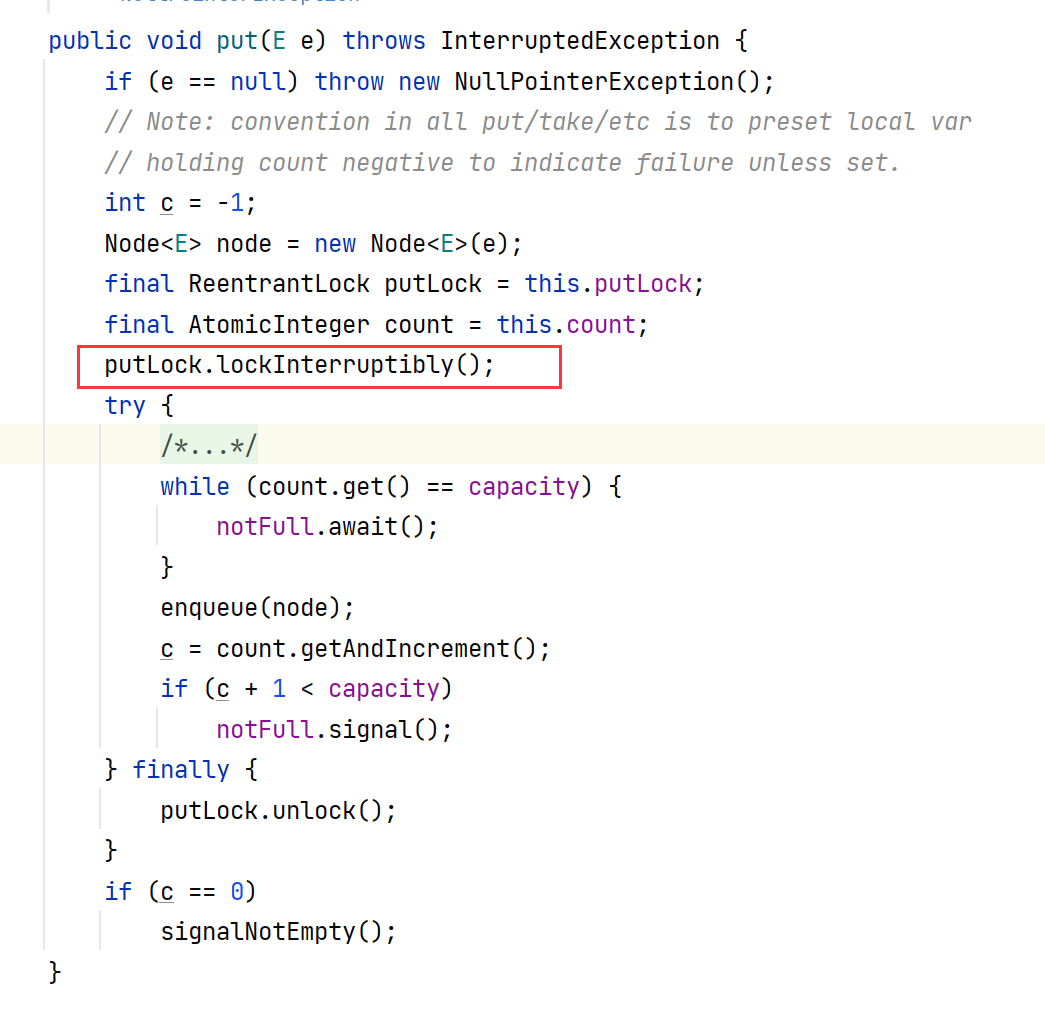 public void put(E e) throws InterruptedException {
if (e == null) throw new NullPointerException();
// Note: convention in all put/take/etc is to preset local var
// holding count negative to indicate failure unless set.
int c = -1;
Node<E> node = new Node<E>(e);
final ReentrantLock putLock = this.putLock;
final AtomicInteger count = this.count;
putLock.lockInterruptibly();
try {
/*...*/
while (count.get() == capacity) {
notFull.await();
}
enqueue(node);
c = count.getAndIncrement();
if (c + 1 < capacity)
notFull.signal();
} finally {
putLock.unlock();
}
if (c == 0)
signalNotEmpty();
}